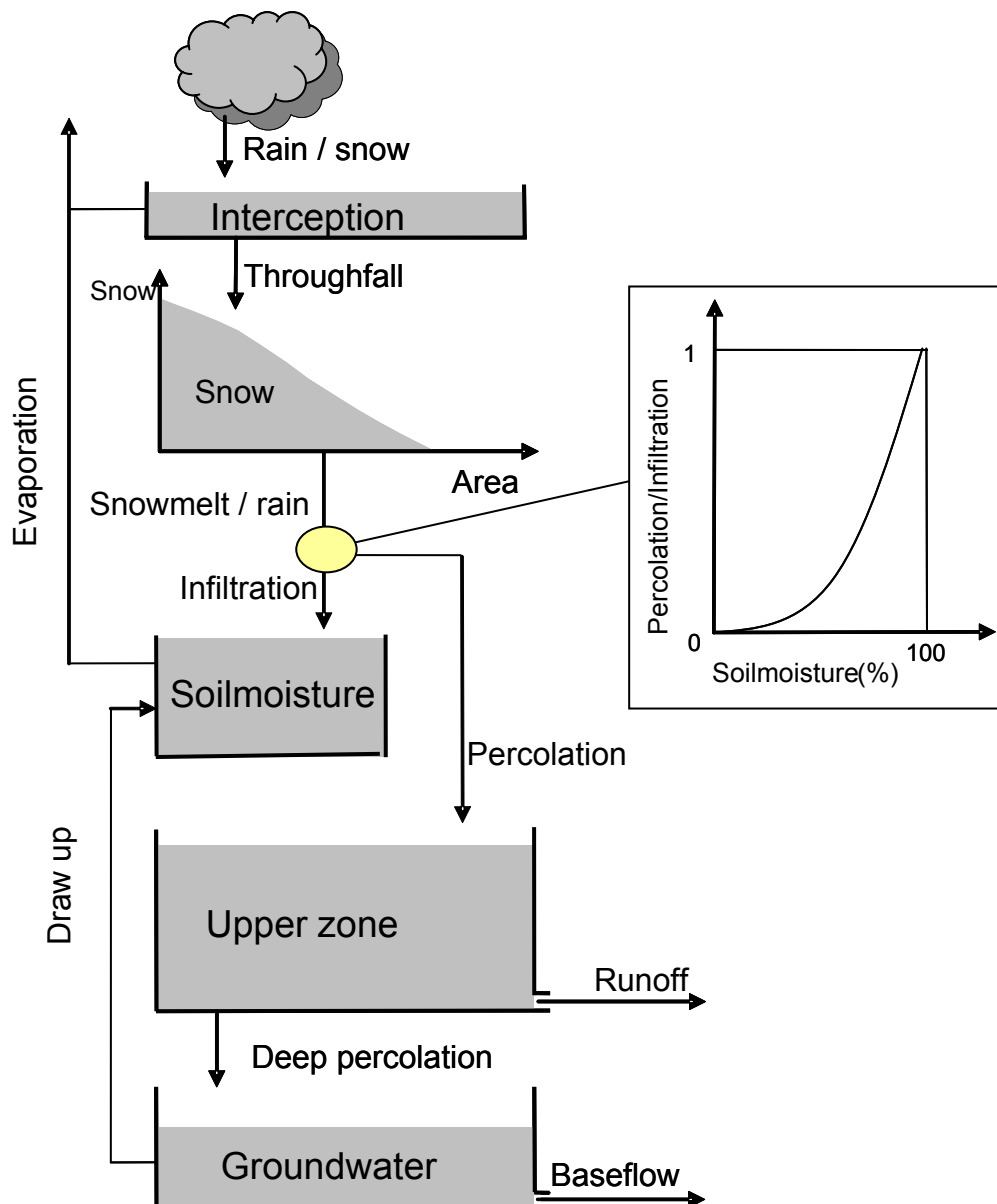 Rain / snow
Interception
Throughfall
Snow
Snow
Area
Evaporation
Snowmelt / rain
Infiltration
Soilmoisture
Percolation
Draw up
Upper zone
Runoff
Deep percolation
Groundwater
Baseflow
Percolation/Infiltration
1
0
100
Soilmoisture(%)